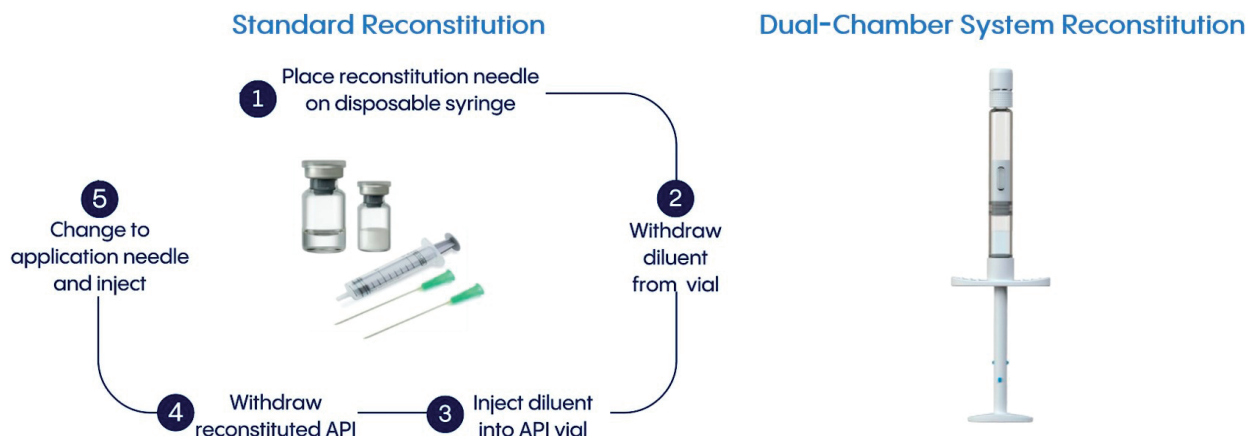 Standard Reconstitution
Dual-Chamber System Reconstitution
1
Place reconstitution needle
on disposable syringe
2
Withdraw
diluent
from vial
3
Inject diluent
into API vial
4
Withdraw
reconstituted API
5
Change to
application needle
and inject